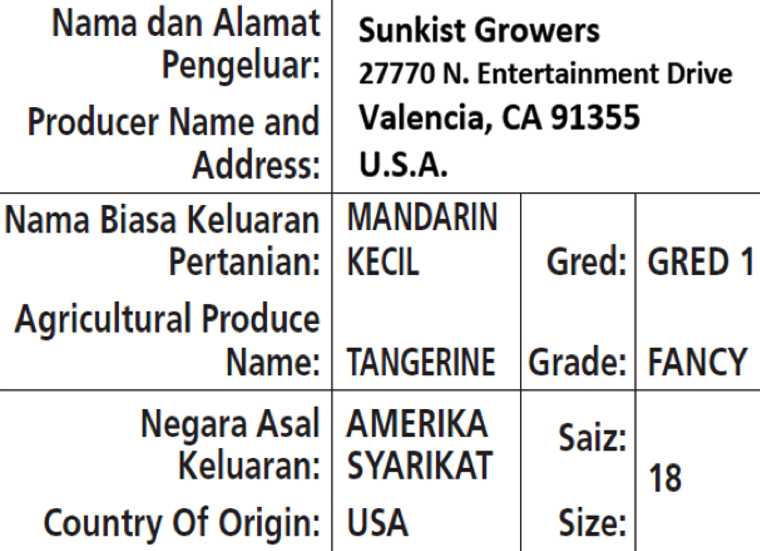 Nama dan Alamat
Pengeluar:
Producer Name and
Address:
Sunkist Growers
27770 N. Entertainment Drive
Valencia, CA 91355
U.S.A.
Nama Biasa Keluaran
Pertanian:
Agricultural Produce
Name:
MANDARIN
KECIL
TANGERINE
Gred:
Grade:
GRED 1
FANCY
Negara Asal
Keluaran:
Country Of Origin:
AMERIKA
SYARIKAT
USA
Saiz:
Size:
18